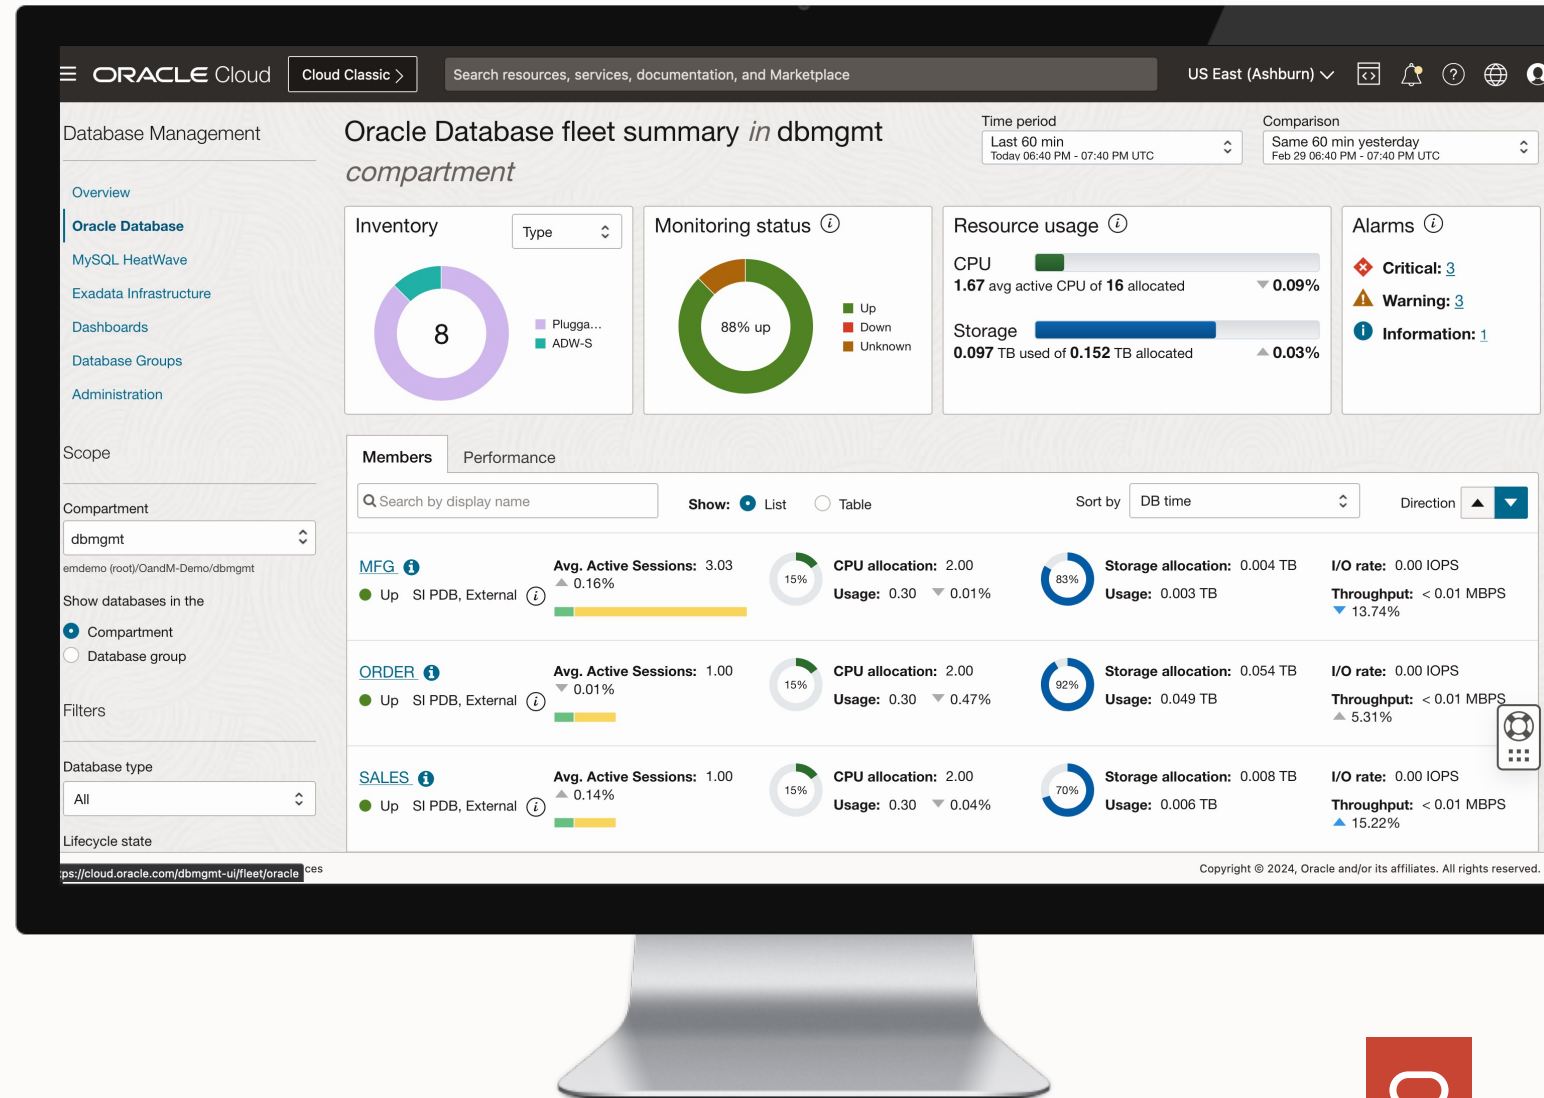 ORACLE Cloud
Cloud Classic
Search resources, services, documentation, and Marketplace
US East (Ashburn)
Database Management
Overview
Oracle Database
MySQL HeatWave
Exadata Infrastructure
Dashboards
Database Groups
Administration
Scope
Compartment
dbmgmt
emdemo (root)/OandM-Demo/dbmgmt
Show databases in the
Compartment
Database group
Filters
Database type
All
Lifecycle state
Oracle Database fleet summary in dbmgmt
compartment
Time period
Last 60 min
Today 06:40 PM - 07:40 PM UTC
Comparison
Same 60 min yesterday
Feb 29 06:40 PM - 07:40 PM UTC
Inventory
Type
8
Plugga...
ADW-S
Monitoring status
88% up
Up
Down
Unknown
Resource usage
CPU
1.67 avg active CPU of 16 allocated
0.09%
Storage
0.097 TB used of 0.152 TB allocated
0.03%
Alarms
Critical: 3
Warning: 3
Information: 1
Members
Performance
Search by display name
Show: List Table
Sort by DB time
Direction
MFG
Up SI PDB, External
Avg. Active Sessions: 3.03
0.16%
15%
CPU allocation: 2.00
Usage: 0.30 0.01%
83%
Storage allocation: 0.004 TB
Usage: 0.003 TB
I/O rate: 0.00 IOPS
Throughput: < 0.01 MBPS
13.74%
ORDER
Up SI PDB, External
Avg. Active Sessions: 1.00
0.01%
15%
CPU allocation: 2.00
Usage: 0.30 0.47%
92%
Storage allocation: 0.054 TB
Usage: 0.049 TB
I/O rate: 0.00 IOPS
Throughput: < 0.01 MBPS
5.31%
SALES
Up SI PDB, External
Avg. Active Sessions: 1.00
0.14%
15%
CPU allocation: 2.00
Usage: 0.30 0.04%
70%
Storage allocation: 0.008 TB
Usage: 0.006 TB
I/O rate: 0.00 IOPS
Throughput: < 0.01 MBPS
15.22%
ps://cloud.oracle.com/dbmgmt-ui/fleet/oracle
ces
Copyright © 2024, Oracle and/or its affiliates. All rights reserved.